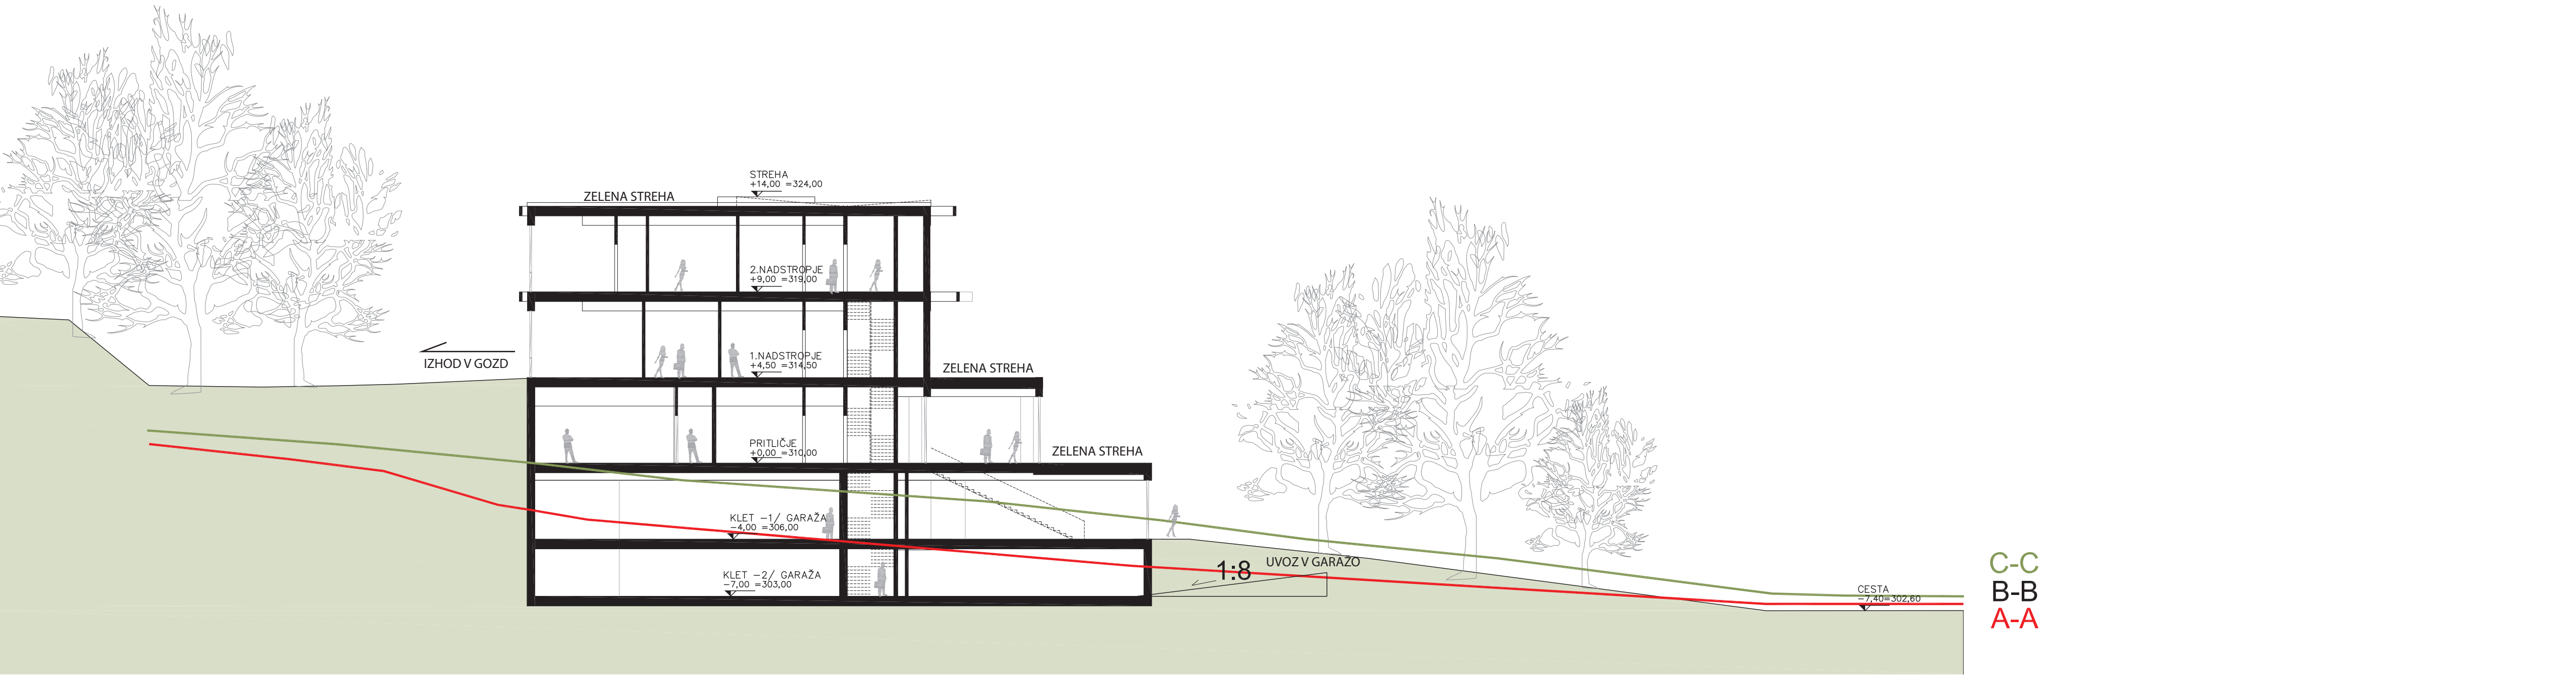 STREHA
+14,00 =324,00
ZELENA STREHA
2.NADSTROPJE
+9,00 =319,00
IZHOD V GOZD
1.NADSTROPJE
+4,50 =314,50
ZELENA STREHA
PRITLIČJE
+0,00 =310,00
ZELENA STREHA
KLET -1/ GARAŽA
-4,00 =306,00
KLET -2/ GARAŽA
-7,00 =303,00
1:8
UVOZ V GARAŽO
CESTA
-7,40=302,60
C-C
B-B
A-A